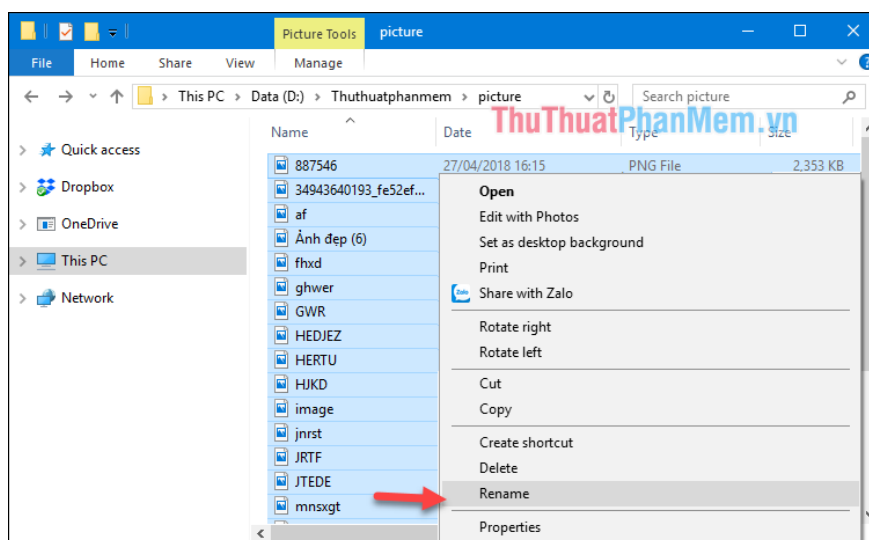 Picture Tools picture
File Home Share View Manage
This PC > Data (D:) > Thuthuatphanmem > picture Search picture
ThuThuatPhanMem.vn
Name Date Type Size
Quick access
Dropbox
OneDrive
This PC
Network
887546 27/04/2018 16:15 PNG File 2,353 KB
34943640193_fe52ef...
af
Ảnh đẹp (6)
fhxd
ghwer
GWR
HEDJEZ
HERTU
HJKD
image
jnrst
JRTF
JTEDE
mnsxgt
Open
Edit with Photos
Set as desktop background
Print
Zalo Share with Zalo
Rotate right
Rotate left
Cut
Copy
Create shortcut
Delete
Rename
Properties